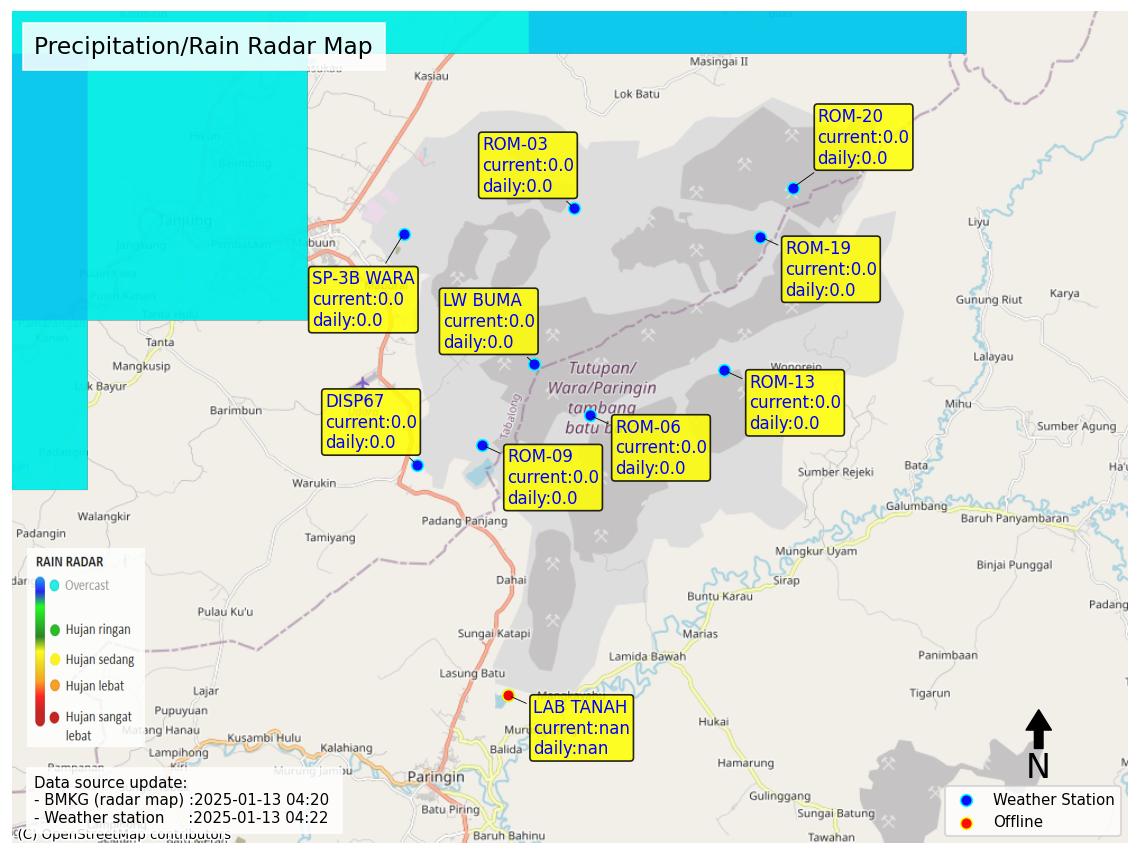 Precipitation/Rain Radar Map
Masingai II
Kasiau
Lok Batu
ROM-20
current:0.0
daily:0.0
ROM-03
current:0.0
daily:0.0
Tanjung
Mabuun
Liyu
ROM-19
current:0.0
daily:0.0
SP-3B WARA
current:0.0
daily:0.0
LW BUMA
current:0.0
daily:0.0
Gunung Riut
Karya
Tanta Hulu
Tanta
Mangkusip
Lok Bayur
Lalayau
Tutupan/
Wara/Paringin
tambang
batu b
Wonorejo
ROM-13
current:0.0
daily:0.0
DISP67
current:0.0
daily:0.0
Barimbun
Tabalong
Mihu
ROM-06
current:0.0
daily:0.0
Sumber Agung
ROM-09
current:0.0
daily:0.0
Sumber Rejeki
Bata
Warukin
Galumbang
Walangkir
Padangin
Padang Panjang
Baruh Panyambaran
Tamiyang
Mungkur Uyam
Binjai Punggal
RAIN RADAR
Overcast
Hujan ringan
Hujan sedang
Hujan lebat
Hujan sangat
lebat
Dahai
Sirap
Buntu Karau
Padang
Pulau Ku'u
Sungai Katapi
Marias
Lamida Bawah
Panimbaan
Lasung Batu
Lajar
Tigarun
Pupuyuan
Matang Hanau
LAB TANAH
current:nan
daily:nan
Hukai
Kusambi Hulu
Lampihong
Kalahiang
Balida
Murung Jambu
Hamarung
Paringin
Data source update:
- BMKG (radar map) :2025-01-13 04:20
- Weather station :2025-01-13 04:22
(C) OpenStreetMap contributors
Gulinggang
Batu Piring
Sungai Batung
Baruh Bahinu
Tawahan
N
Weather Station
Offline